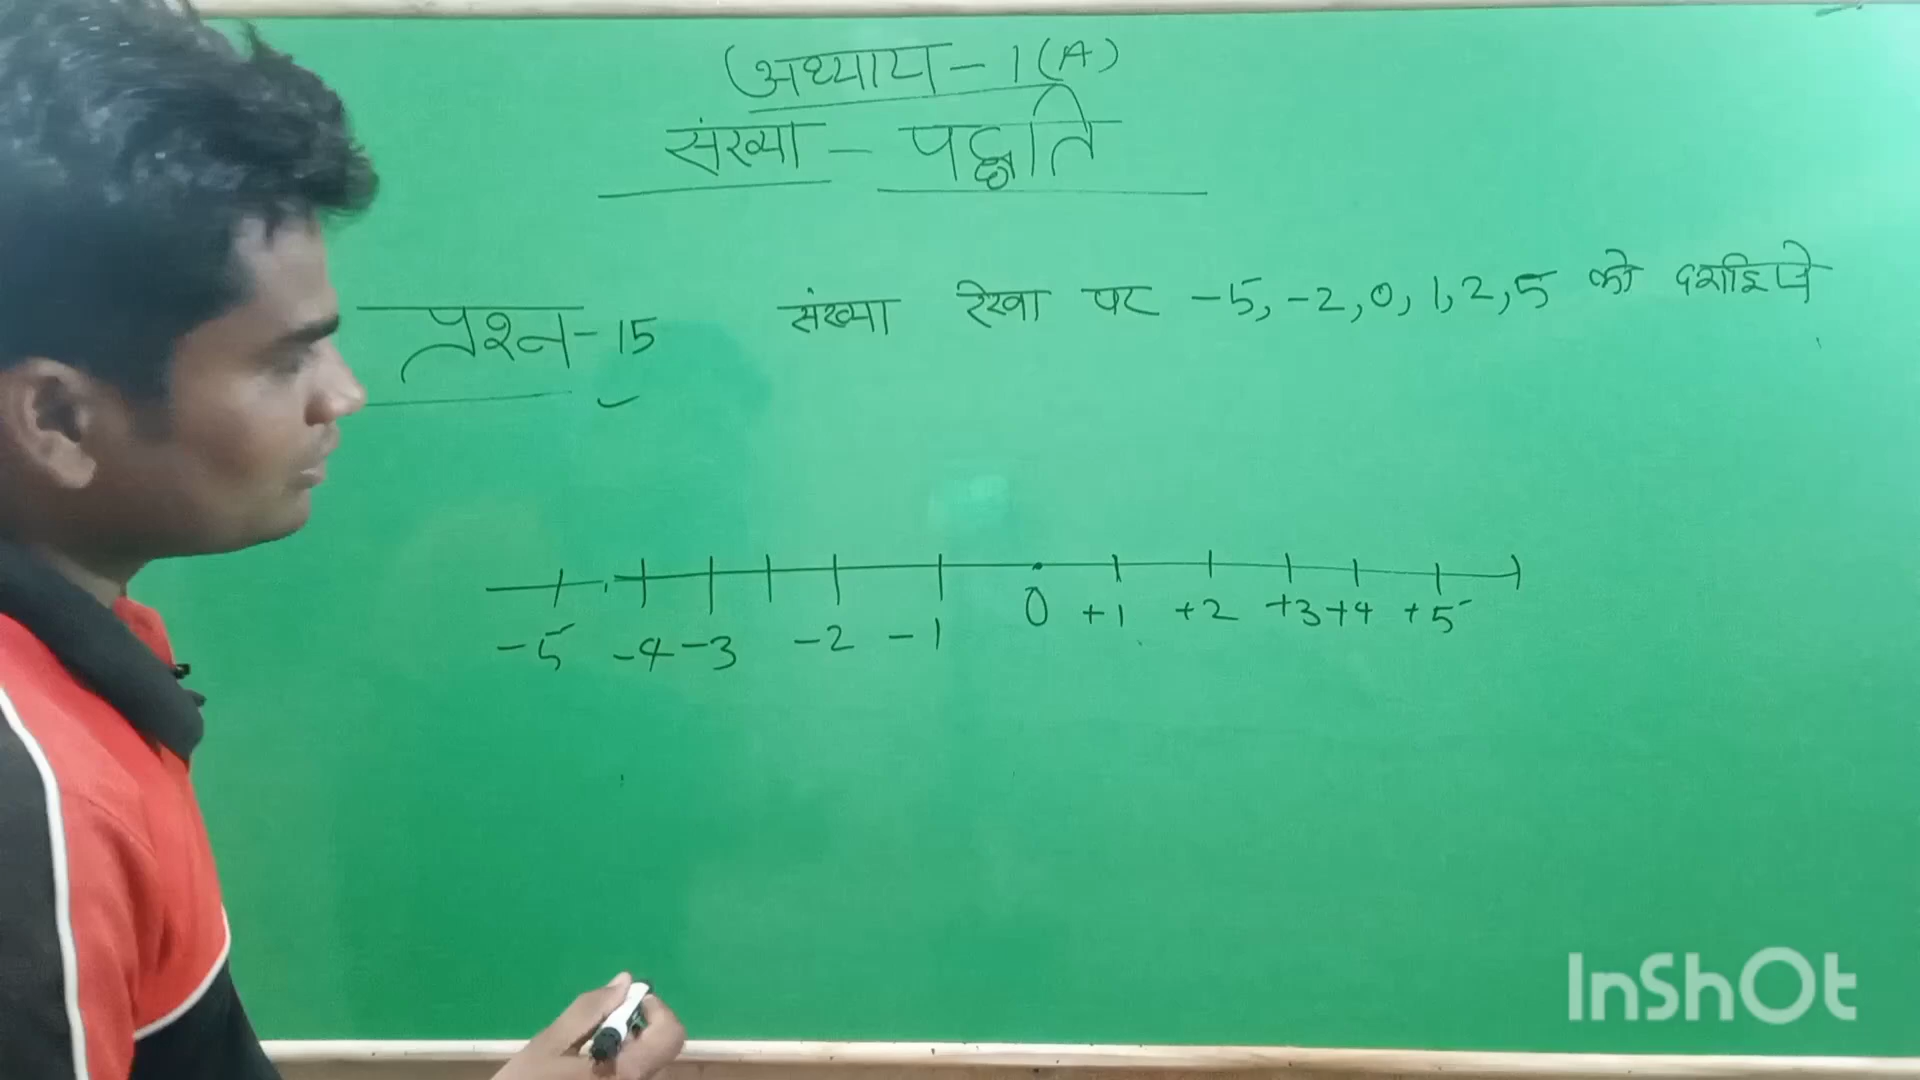 अध्याय - 1 (A)
संख्या - पद्धति
प्रश्न - 15 संख्या रेखा पर -5, -2, 0, 1, 2, 5 को दर्शाइये
-5 -4 -3 -2 -1 0 +1 +2 +3 +4 +5
InShOt